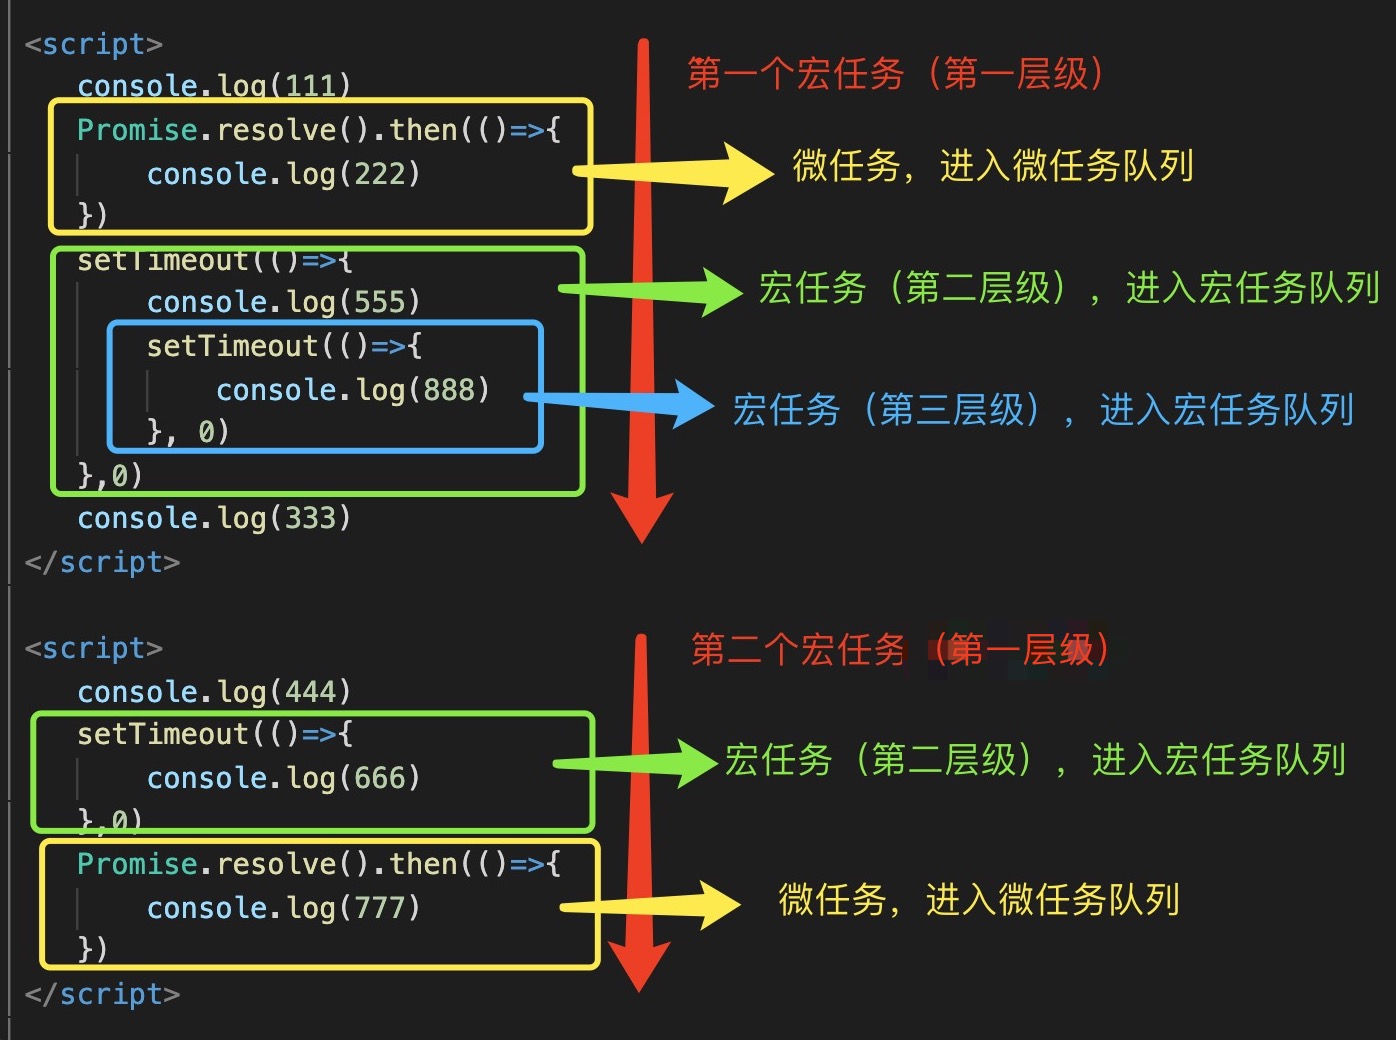 <script>
console.log(111)
第一个宏任务（第一层级）
Promise.resolve().then(()=>{
console.log(222)
})
微任务，进入微任务队列
setTimeout(()=>{
console.log(555)
宏任务（第二层级），进入宏任务队列
setTimeout(()=>{
console.log(888)
}, 0)
宏任务（第三层级），进入宏任务队列
},0)
console.log(333)
</script>
<script>
第二个宏任务（第一层级）
console.log(444)
setTimeout(()=>{
console.log(666)
},0)
宏任务（第二层级），进入宏任务队列
Promise.resolve().then(()=>{
console.log(777)
})
微任务，进入微任务队列
</script>